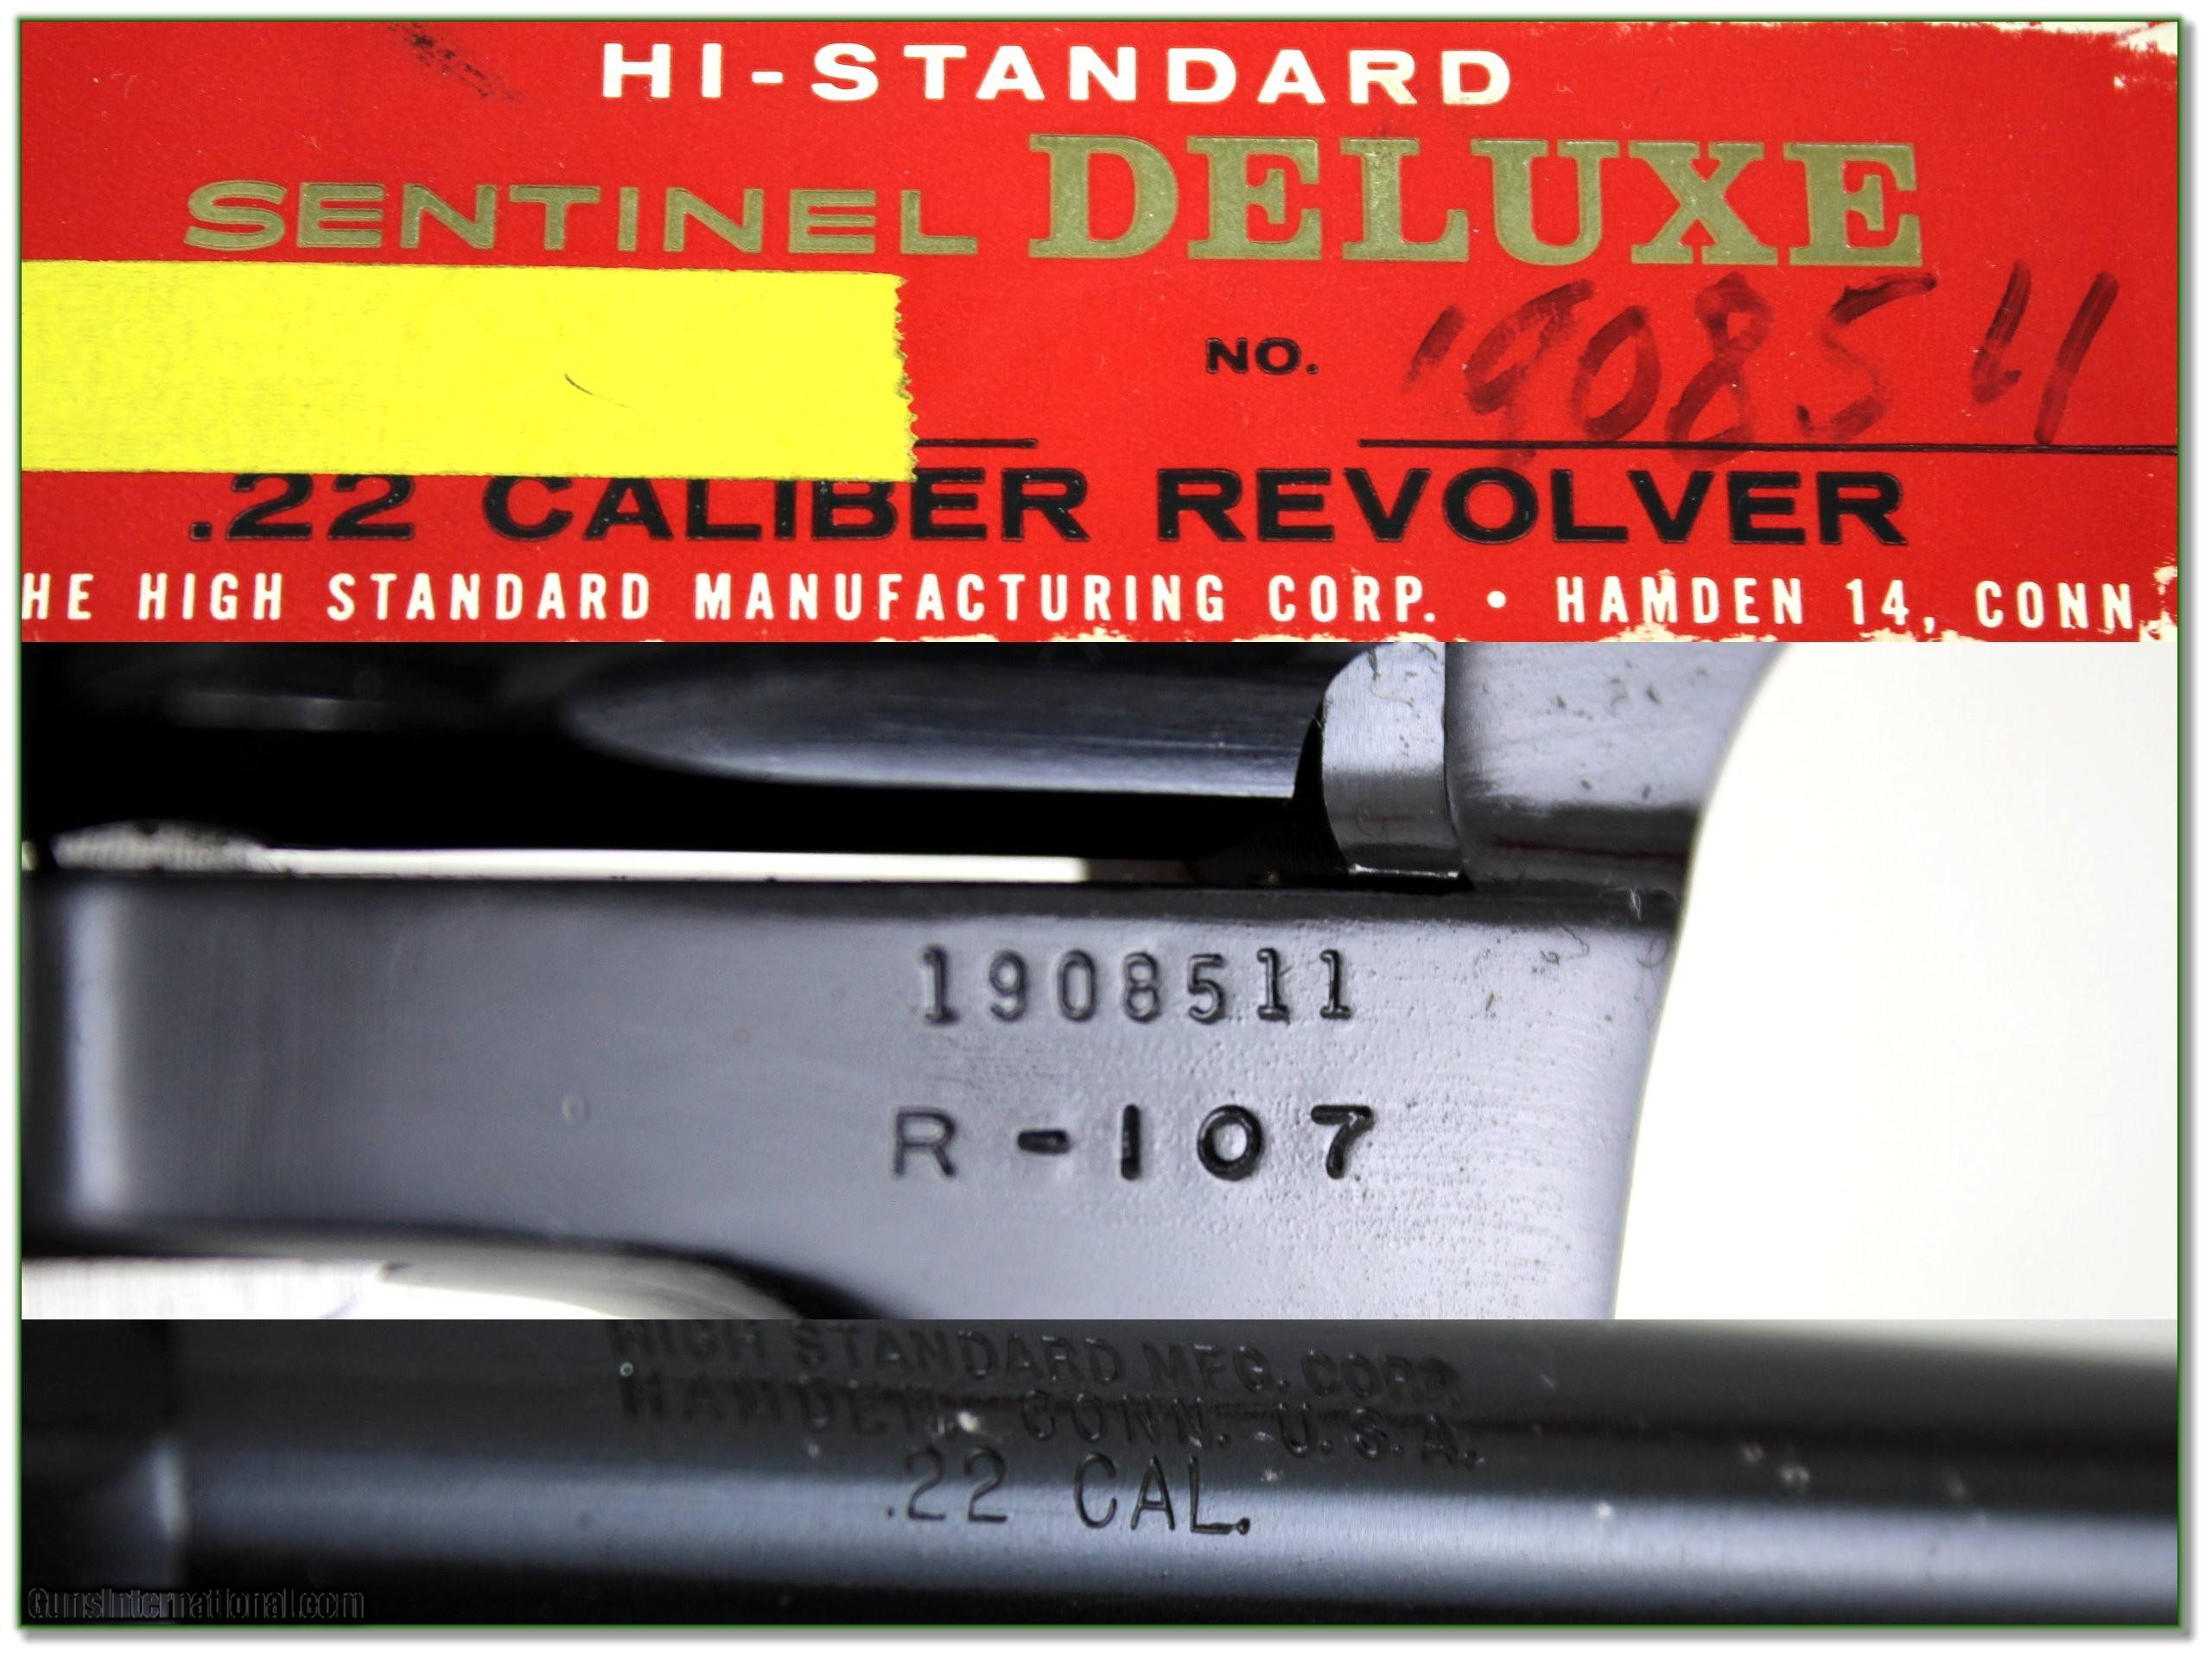 HI-STANDARD
SENTINEL DELUXE
NO. 1908511
.22 CALIBER REVOLVER
HE HIGH STANDARD MANUFACTURING CORP. • HAMDEN 14, CONN.
1908511
R-107
HIGH STANDARD MFG. CORP.
HAMDEN, CONN. U.S.A.
.22 CAL.
GunsInternational.com